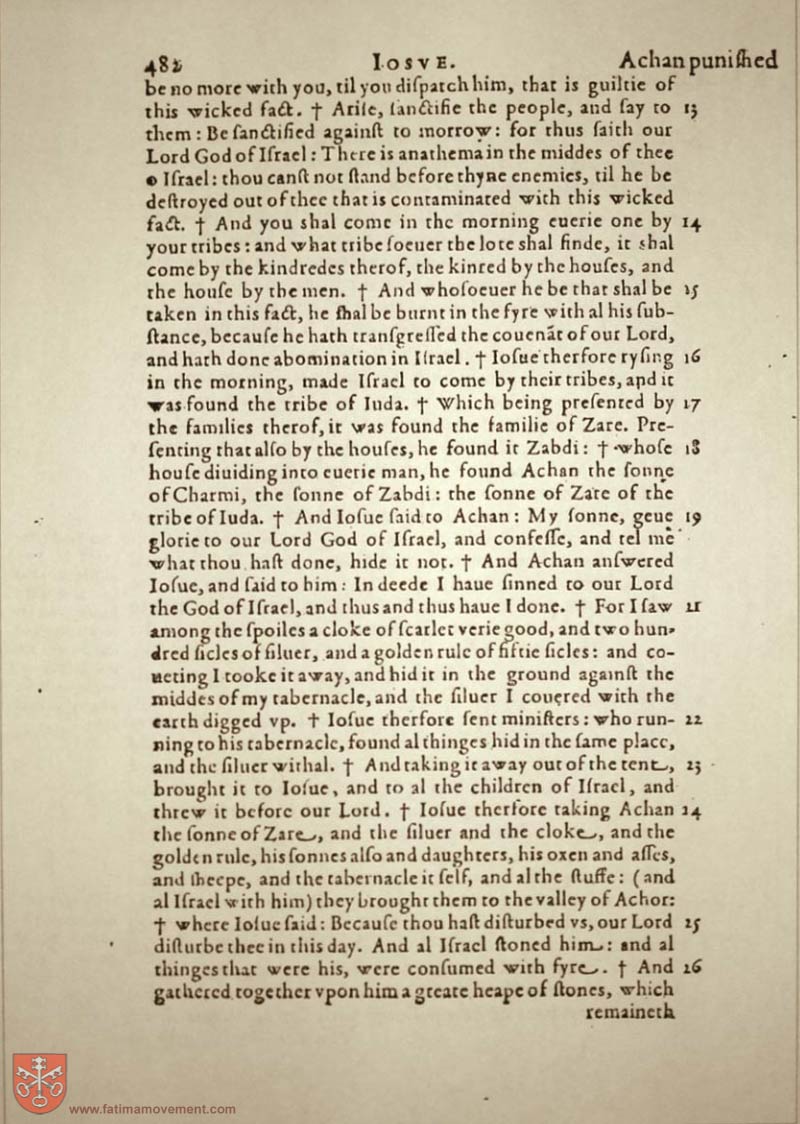 482 IOSVE. Achan puniſhed
be no more with you, til you diſpatch him, that is guiltie of
this wicked fact. † Ariſe, ſanctifie the people, and ſay to 13
them: Be ſanctified againſt to morrow: for thus ſaith our
Lord God of Iſrael: There is anathema in the middes of thee
o Iſrael: thou canſt not ſtand before thyne enemies, til he be
deſtroyed out of thee that is contaminated with this wicked
fact. † And you shal come in the morning euerie one by 14
your tribes: and what tribe ſoeuer the lote shal finde, it shal
come by the kindredes therof, the kinred by the houſes, and
the houſe by the men. † And whoſoeuer he be that shal be 15
taken in this fact, he ſhal be burnt in the fyre with al his ſub-
ſtance, becauſe he hath tranſgreſſed the couenāt of our Lord,
and hath done abomination in Iſrael. † Ioſue therfore ryſing 16
in the morning, made Iſrael to come by their tribes, and it
was found the tribe of Iuda. † Which being preſented by 17
the families therof, it was found the familie of Zare. Pre-
ſenting that alſo by the houſes, he found it Zabdi: † whoſe 18
houſe diuiding into euerie man, he found Achan the ſonne
of Charmi, the ſonne of Zabdi: the ſonne of Zare of the
tribe of Iuda. † And Ioſue ſaid to Achan: My ſonne, geue 19
glorie to our Lord God of Iſrael, and confeſſe, and tel me
what thou haſt done, hide it not. † And Achan anſwered
Ioſue, and ſaid to him: In deede I haue ſinned to our Lord
the God of Iſrael, and thus and thus haue I done. † For I ſaw 21
among the ſpoiles a cloke of ſcarlet verie good, and two hun-
dred ſicles of ſiluer, and a golden rule of fiftie ſicles: and co-
ueting I tooke it away, and hid it in the ground againſt the
middes of my tabernacle, and the ſiluer I couered with the
earth digged vp. † Ioſue therfore ſent miniſters: who run- 22
ning to his tabernacle, found al thinges hid in the ſame place,
and the ſiluer withal. † And taking it away out of the tent, 23
brought it to Ioſue, and to al the children of Iſrael, and
threw it before our Lord. † Ioſue therfore taking Achan 24
the ſonne of Zare, and the ſiluer and the cloke, and the
golden rule, his ſonnes alſo and daughters, his oxen and aſſes,
and ſheepe, and the tabernacle it ſelf, and al the ſtuffe: (and
al Iſrael with him) they brought them to the valley of Achor:
† where Ioſue ſaid: Becauſe thou haſt diſturbed vs, our Lord 25
diſturbe thee in this day. And al Iſrael ſtoned him: and al
thinges that were his, were conſumed with fyre. † And 26
gathered together vpon him a greate heape of ſtones, which
remaineth
www.fatimamovement.com